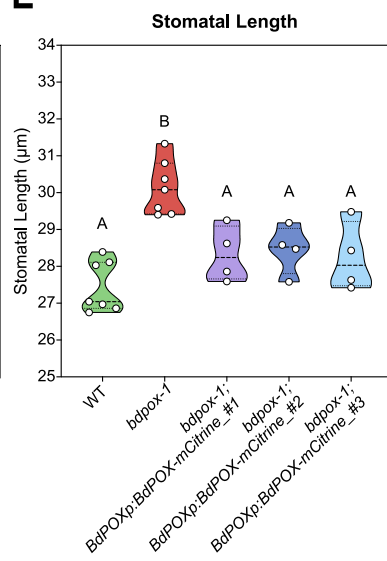 E
Stomatal Length
Stomatal Length (μm)
34
33
32
31
30
29
28
27
26
25
A
B
A
A
A
WT
bdpox-1
bdpox-1;
BdPOXp:BdPOX-mCitrine_#1
bdpox-1;
BdPOXp:BdPOX-mCitrine_#2
bdpox-1;
BdPOXp:BdPOX-mCitrine_#3